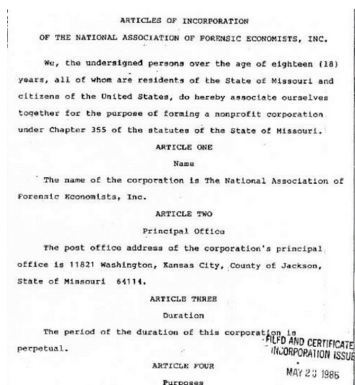 ARTICLES OF INCORPORATION
OF THE NATIONAL ASSOCIATION OF FORENSIC ECONOMISTS, INC.
We, the undersigned persons over the age of eighteen (18)
years, all of whom are residents of the State of Missouri and
citizens of the United States, do hereby associate ourselves
together for the purpose of forming a nonprofit corporation
under Chapter 355 of the statutes of the State of Missouri.
ARTICLE ONE
Name
The name of the corporation is The National Association of
Forensic Economists, Inc.
ARTICLE TWO
Principal Office
The post office address of the corporation's principal
office is 11821 Washington, Kansas City, County of Jackson,
State of Missouri 64114.
ARTICLE THREE
Duration
The period of the duration of this corporation is
perpetual.
FILED AND CERTIFICATE
INCORPORATION ISSUE
ARTICLE FOUR
MAY 23 1986
Purposes